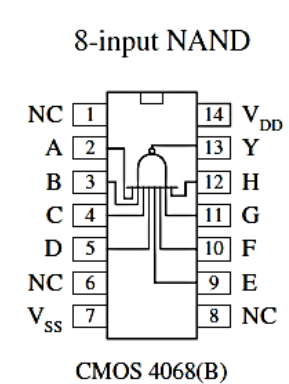 8-input NAND
NC 1 14 VDD
A 2 13 Y
B 3 12 H
C 4 11 G
D 5 10 F
NC 6 9 E
VSS 7 8 NC
CMOS 4068(B)